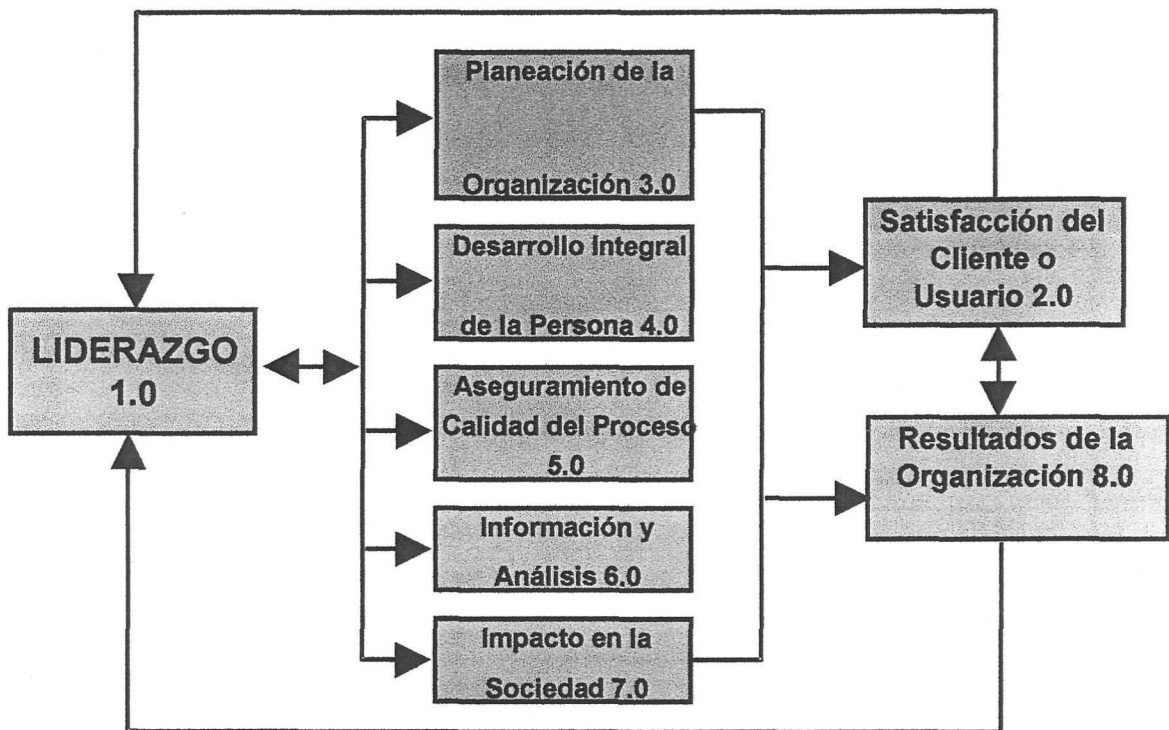 LIDERAZGO
1.0
Planeación de la
Organización 3.0
Desarrollo Integral
de la Persona 4.0
Aseguramiento de
Calidad del Proceso
5.0
Información y
Análisis 6.0
Impacto en la
Sociedad 7.0
Satisfacción del
Cliente o
Usuario 2.0
Resultados de la
Organización 8.0